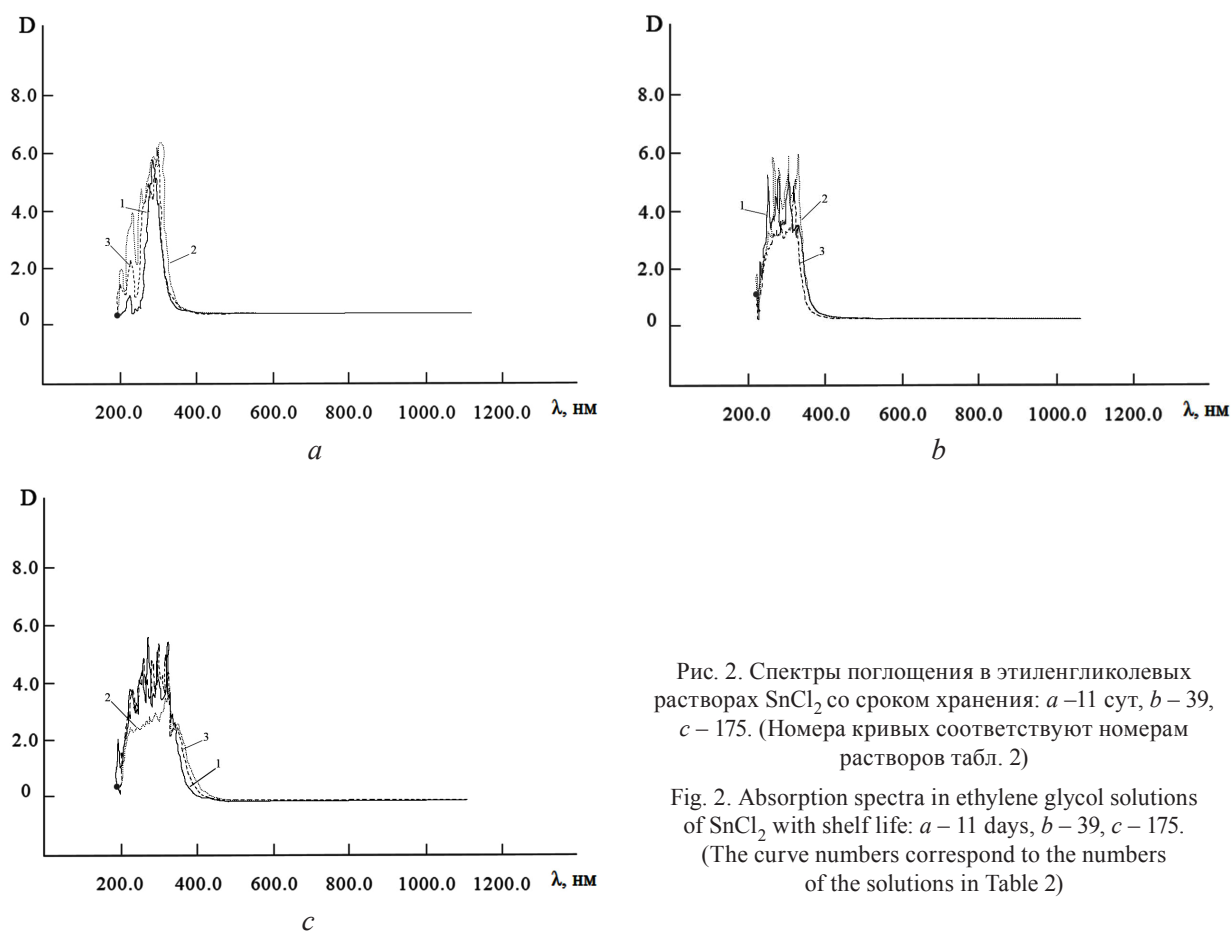 D
8.0
6.0
4.0
2.0
0
1
2
3
200.0 400.0 600.0 800.0 1000.0 1200.0 λ, нм
a
D
8.0
6.0
4.0
2.0
0
1
2
3
200.0 400.0 600.0 800.0 1000.0 1200.0 λ, нм
b
D
8.0
6.0
4.0
2.0
0
2
3
1
200.0 400.0 600.0 800.0 1000.0 1200.0 λ, нм
c
Рис. 2. Спектры поглощения в этиленгликолевых
растворах SnCl₂ со сроком хранения: a –11 сут, b – 39,
c – 175. (Номера кривых соответствуют номерам
растворов табл. 2)
Fig. 2. Absorption spectra in ethylene glycol solutions
of SnCl₂ with shelf life: a – 11 days, b – 39, c – 175.
(The curve numbers correspond to the numbers
of the solutions in Table 2)